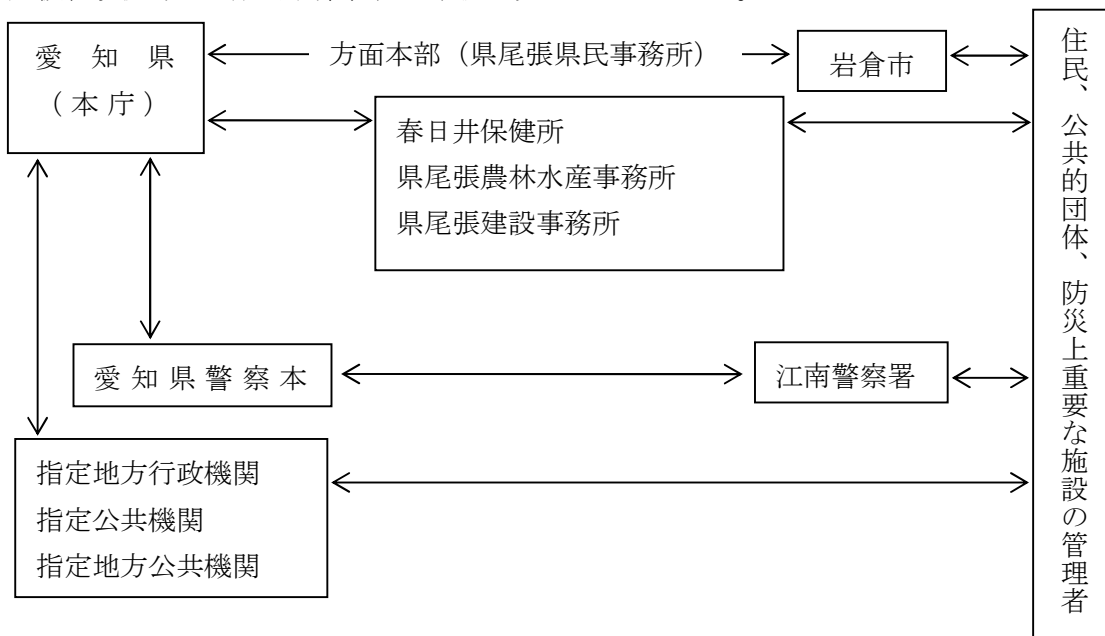 愛知県
(本庁)
方面本部（県尾張県民事務所）
岩倉市
春日井保健所
県尾張農林水産事務所
県尾張建設事務所
愛知県警察本
江南警察署
指定地方行政機関
指定公共機関
指定地方公共機関
住民、公共的団体、防災上重要な施設の管理者